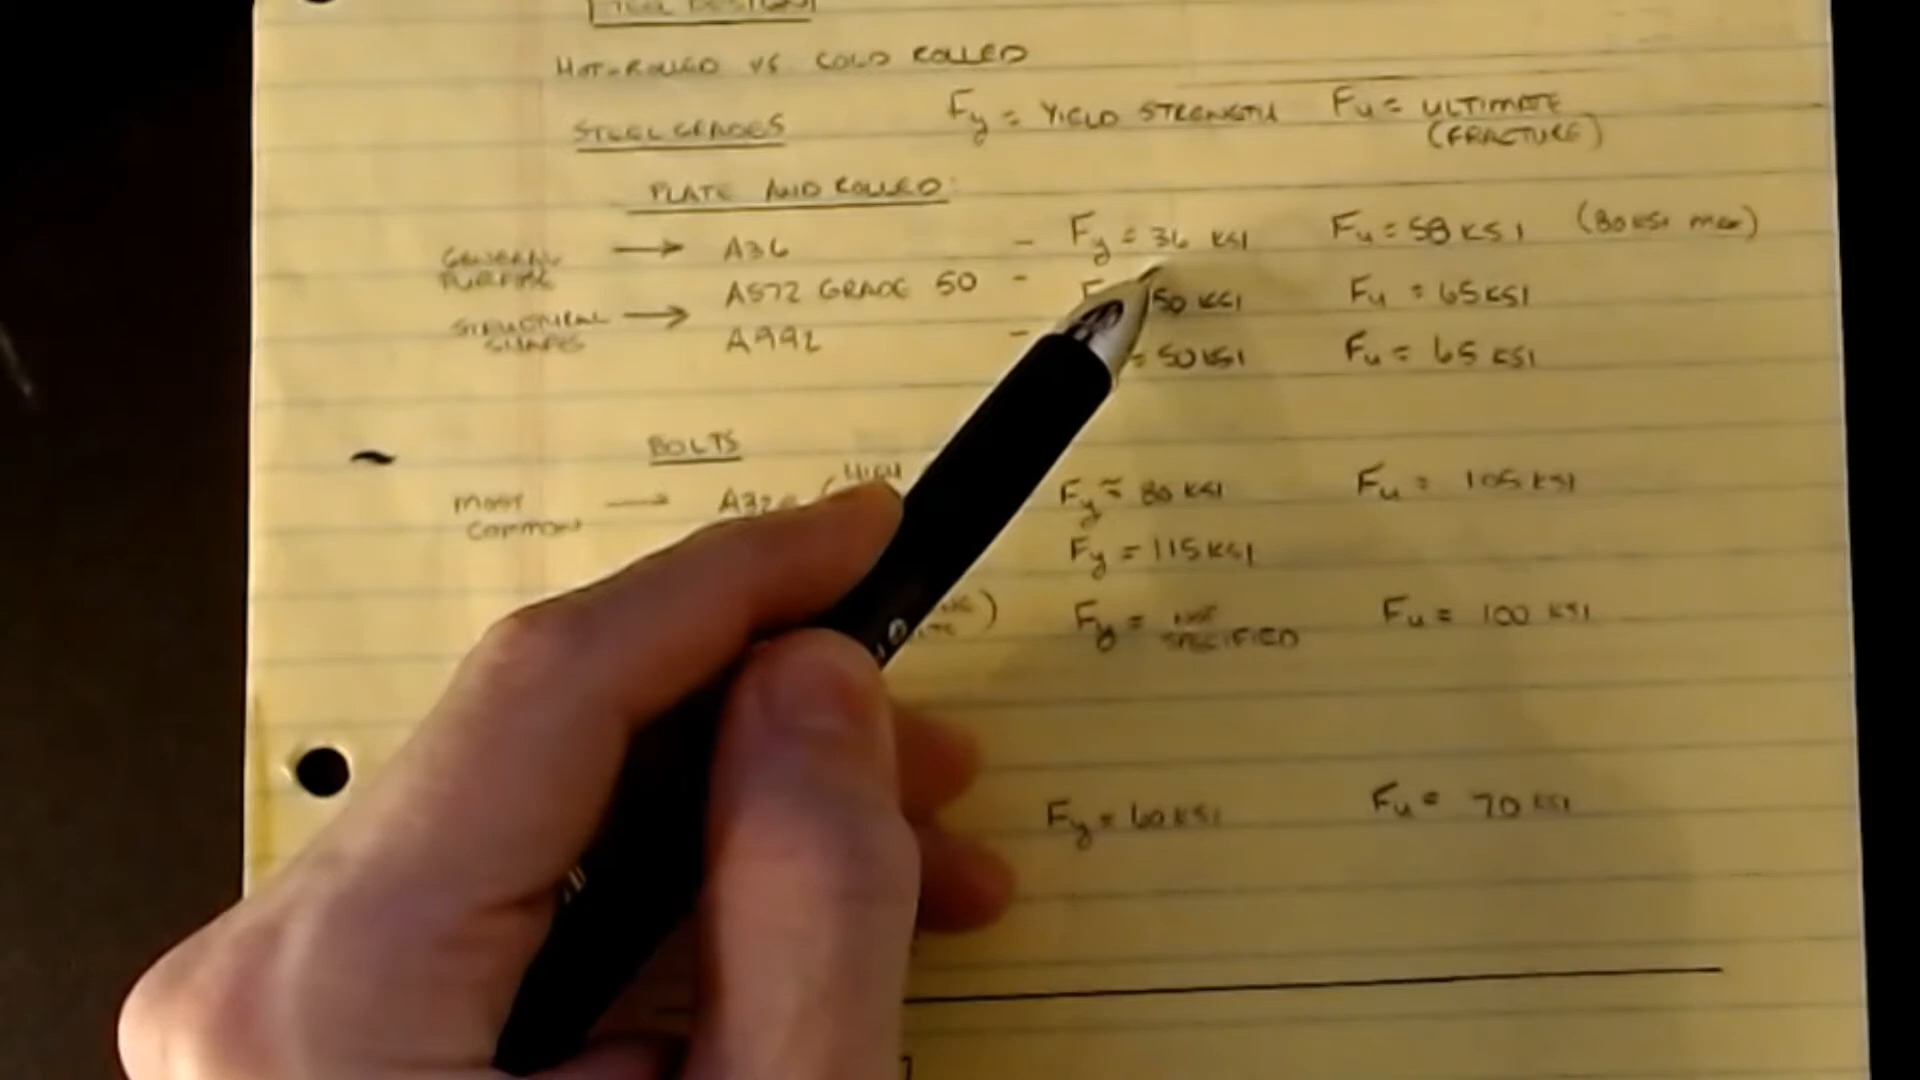 STEEL DESIGN
HOT-ROLLED VS COLD ROLLED
STEEL GRADES Fy = YIELD STRENGTH Fu = ULTIMATE (FRACTURE)
PLATE AND ROLLED:
GENERAL PURPOSE → A36 - Fy = 36 KSI Fu = 58 KSI (80 KSI max)
A572 GRADE 50 - 50 KSI Fu = 65 KSI
STRUCTURAL SHAPES → A992 - = 50 KSI Fu = 65 KSI
BOLTS
MOST COMMON → (HIGH Fy ≈ 80 KSI Fu = 105 KSI
Fy = 115 KSI
) Fy = NOT SPECIFIED Fu = 100 KSI
Fy = 60 KSI Fu = 70 KSI